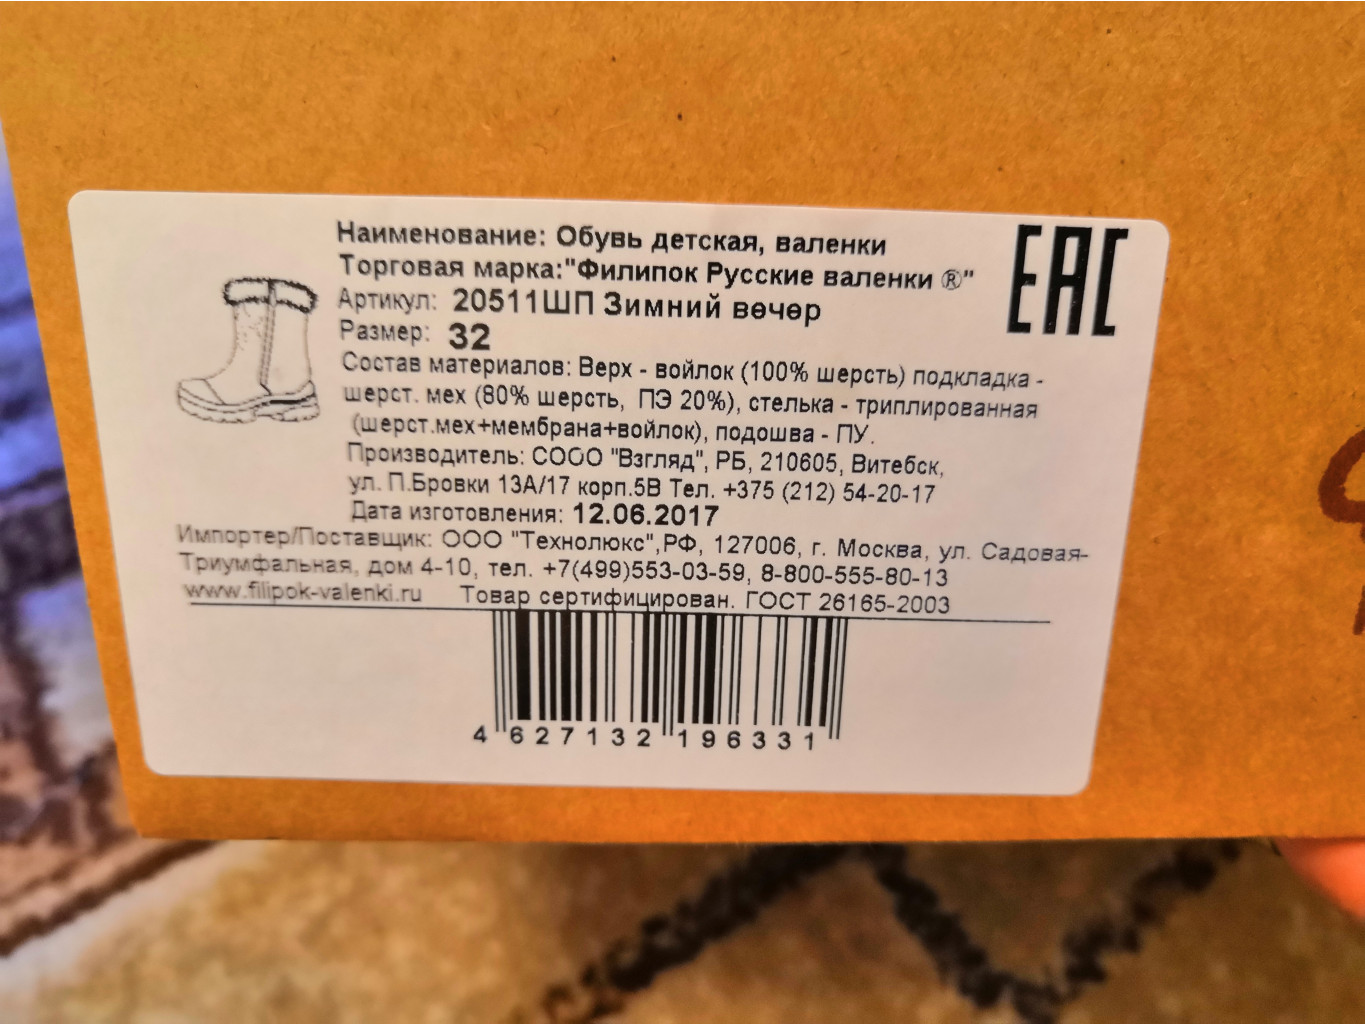 Наименование: Обувь детская, валенки
Торговая марка:"Филипок Русские валенки ®"
Артикул: 20511ШП Зимний вечер
Размер: 32
Состав материалов: Верх - войлок (100% шерсть) подкладка -
шерст. мех (80% шерсть, ПЭ 20%), стелька - триплированная
(шерст.мех+мембрана+войлок), подошва - ПУ.
Производитель: СООО "Взгляд", РБ, 210605, Витебск,
ул. П.Бровки 13А/17 корп.5В Тел. +375 (212) 54-20-17
Дата изготовления: 12.06.2017
Импортер/Поставщик: ООО "Технолюкс",РФ, 127006, г. Москва, ул. Садовая-
Триумфальная, дом 4-10, тел. +7(499)553-03-59, 8-800-555-80-13
www.filipok-valenki.ru Товар сертифицирован. ГОСТ 26165-2003
4 627132 196331
EAC